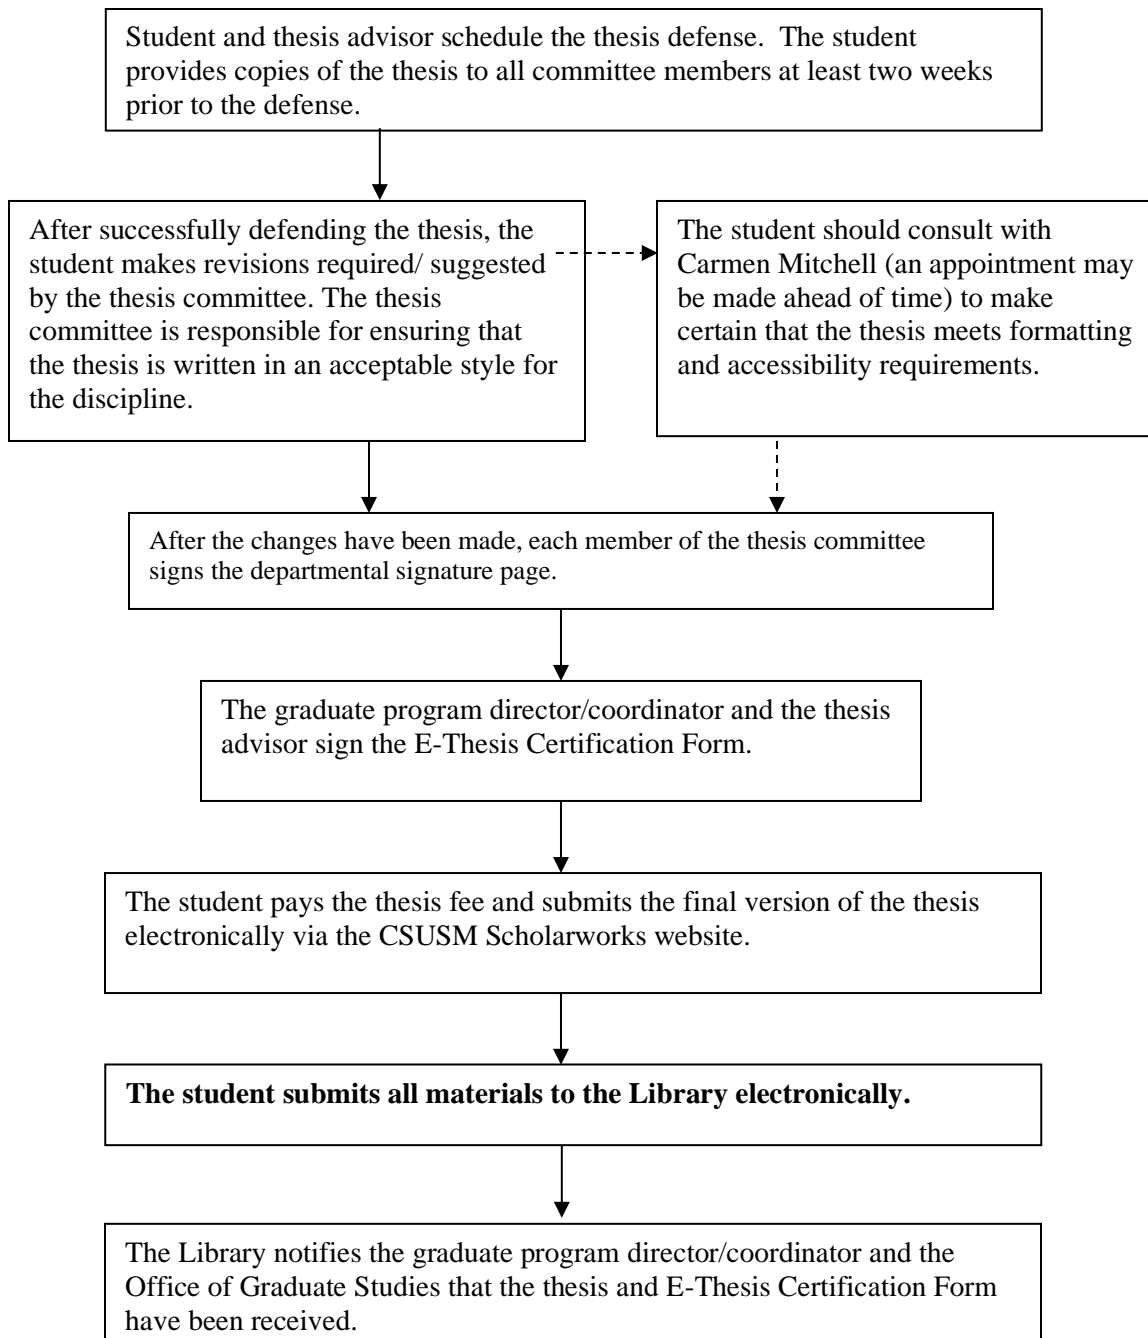 Student and thesis advisor schedule the thesis defense.  The student
provides copies of the thesis to all committee members at least two weeks
prior to the defense.
After successfully defending the thesis, the
student makes revisions required/ suggested
by the thesis committee. The thesis
committee is responsible for ensuring that
the thesis is written in an acceptable style for
the discipline.
The student should consult with
Carmen Mitchell (an appointment may
be made ahead of time) to make
certain that the thesis meets formatting
and accessibility requirements.
After the changes have been made, each member of the thesis committee
signs the departmental signature page.
The graduate program director/coordinator and the thesis
advisor sign the E-Thesis Certification Form.
The student pays the thesis fee and submits the final version of the thesis
electronically via the CSUSM Scholarworks website.
The student submits all materials to the Library electronically.
The Library notifies the graduate program director/coordinator and the
Office of Graduate Studies that the thesis and E-Thesis Certification Form
have been received.